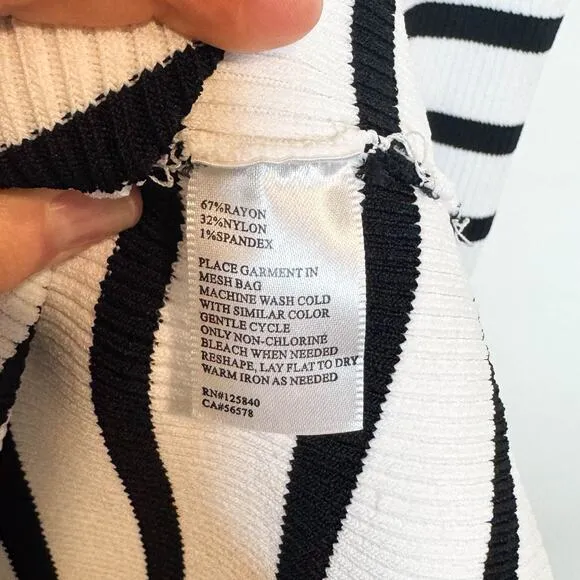 67%RAYON
32%NYLON
1%SPANDEX
PLACE GARMENT IN
MESH BAG
MACHINE WASH COLD
WITH SIMILAR COLOR
GENTLE CYCLE
ONLY NON-CHLORINE
BLEACH WHEN NEEDED
RESHAPE, LAY FLAT TO DRY
WARM IRON AS NEEDED
RN#125840
CA#56578